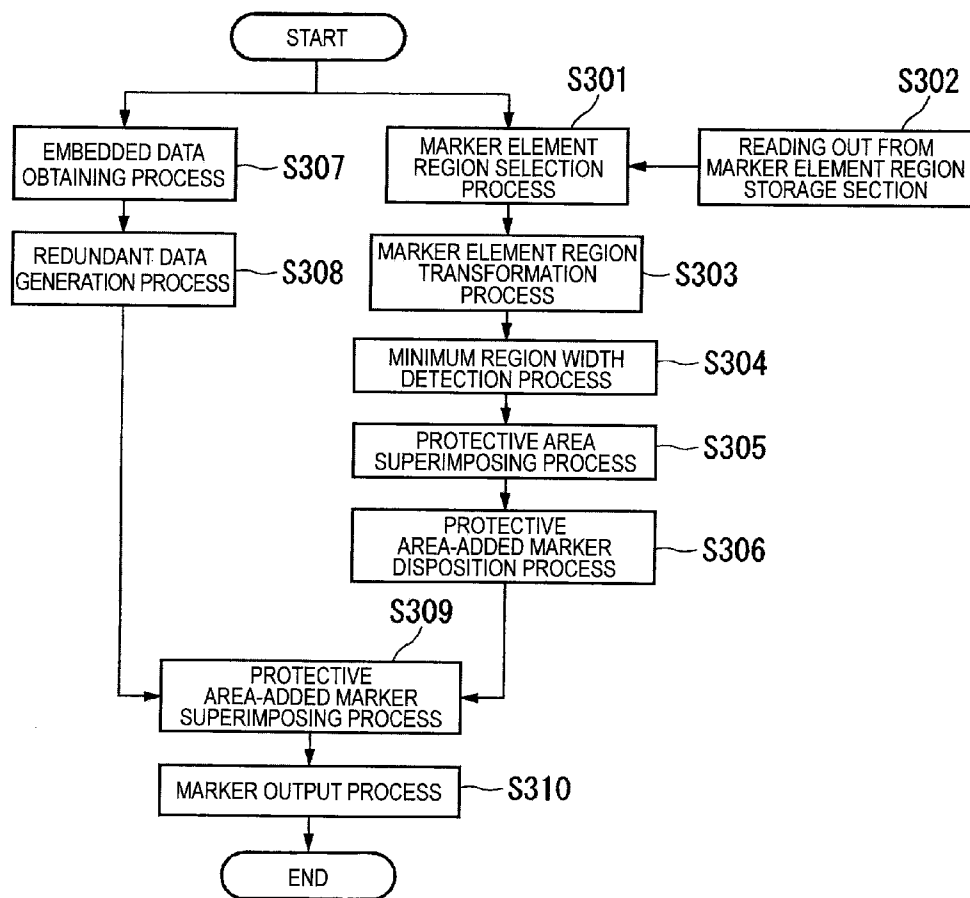 START
S301
S302
EMBEDDED DATA
OBTAINING PROCESS
S307
MARKER ELEMENT
REGION SELECTION
PROCESS
READING OUT FROM
MARKER ELEMENT REGION
STORAGE SECTION
REDUNDANT DATA
GENERATION PROCESS
S308
MARKER ELEMENT REGION
TRANSFORMATION
PROCESS
S303
MINIMUM REGION WIDTH
DETECTION PROCESS
S304
PROTECTIVE AREA
SUPERIMPOSING PROCESS
S305
PROTECTIVE
AREA-ADDED MARKER
DISPOSITION PROCESS
S306
S309
PROTECTIVE
AREA-ADDED MARKER
SUPERIMPOSING PROCESS
MARKER OUTPUT PROCESS
S310
END